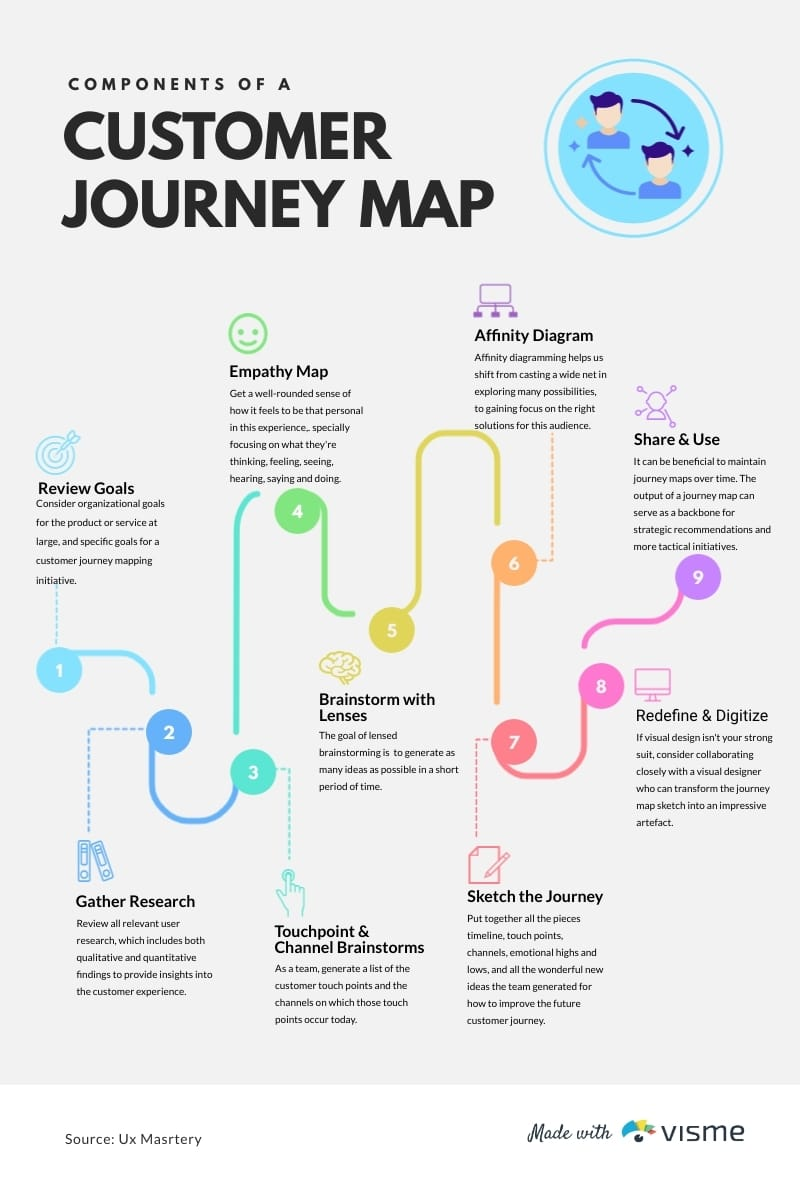 COMPONENTS OF A
CUSTOMER
JOURNEY MAP
Review Goals
Consider organizational goals
for the product or service at
large, and specific goals for a
customer journey mapping
initiative.
1
2
Gather Research
Review all relevant user
research, which includes both
qualitative and quantitative
findings to provide insights into
the customer experience.
3
Touchpoint &
Channel Brainstorms
As a team, generate a list of the
customer touch points and the
channels on which those touch
points occur today.
Empathy Map
Get a well-rounded sense of
how it feels to be that personal
in this experience,. specially
focusing on what they're
thinking, feeling, seeing,
hearing, saying and doing.
4
5
Brainstorm with
Lenses
The goal of lensed
brainstorming is to generate as
many ideas as possible in a short
period of time.
Affinity Diagram
Affinity diagramming helps us
shift from casting a wide net in
exploring many possibilities,
to gaining focus on the right
solutions for this audience.
6
7
Sketch the Journey
Put together all the pieces
timeline, touch points,
channels, emotional highs and
lows, and all the wonderful new
ideas the team generated for
how to improve the future
customer journey.
8
Redefine & Digitize
If visual design isn't your strong
suit, consider collaborating
closely with a visual designer
who can transform the journey
map sketch into an impressive
artefact.
Share & Use
It can be beneficial to maintain
journey maps over time. The
output of a journey map can
serve as a backbone for
strategic recommendations and
more tactical initiatives.
9
Source: Ux Masrtery
Made with visme